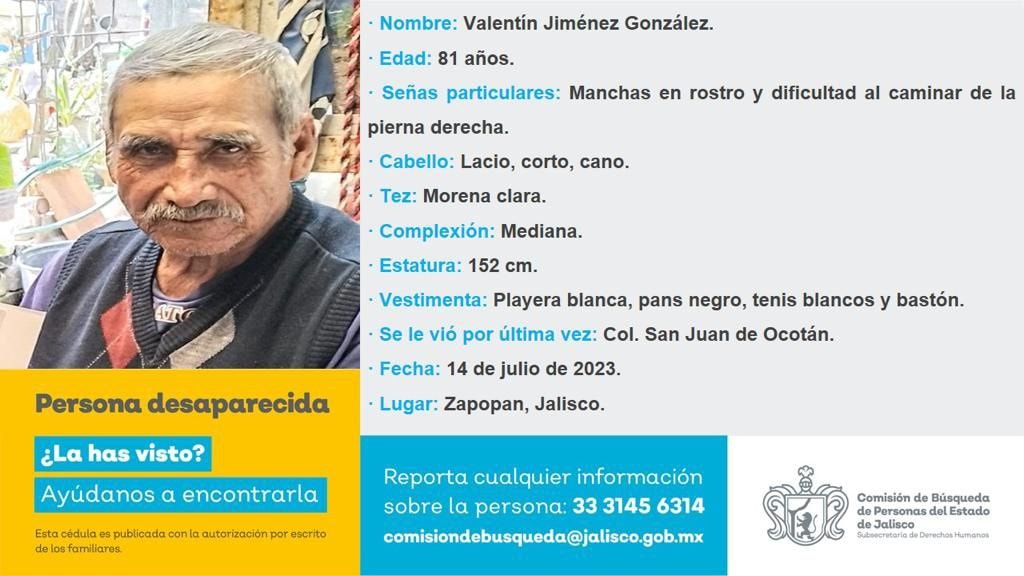 · Nombre: Valentín Jiménez González.
· Edad: 81 años.
· Señas particulares: Manchas en rostro y dificultad al caminar de la
pierna derecha.
· Cabello: Lacio, corto, cano.
· Tez: Morena clara.
· Complexión: Mediana.
· Estatura: 152 cm.
· Vestimenta: Playera blanca, pans negro, tenis blancos y bastón.
· Se le vió por última vez: Col. San Juan de Ocotán.
· Fecha: 14 de julio de 2023.
· Lugar: Zapopan, Jalisco.
Persona desaparecida
¿La has visto?
Ayúdanos a encontrarla
Esta cédula es publicada con la autorización por escrito
de los familiares.
Reporta cualquier información
sobre la persona: 33 3145 6314
comisiondebusqueda@jalisco.gob.mx
Comisión de Búsqueda
de Personas del Estado
de Jalisco
Subsecretaría de Derechos Humanos